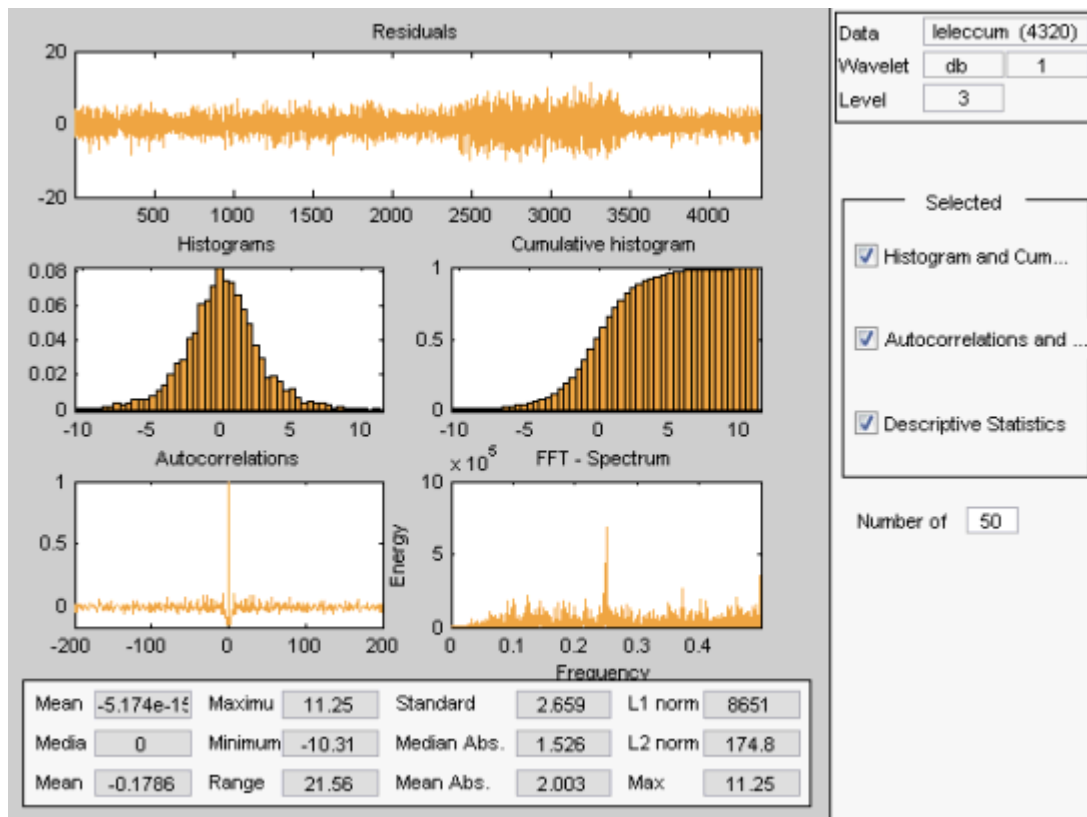 Residuals
20
0
-20
500 1000 1500 2000 2500 3000 3500 4000
Histograms
0.08
0.06
0.04
0.02
0
-10 -5 0 5 10
Cumulative histogram
1
0.5
0
-10 -5 0 5 10
Autocorrelations
1
0.5
0
-200 -100 0 100 200
× 10^5 FFT - Spectrum
Energy
10
5
0
0 0.1 0.2 0.3 0.4
Frequency
Mean -5.174e-15 Maximu 11.25 Standard 2.659 L1 norm 8651
Media 0 Minimum -10.31 Median Abs. 1.526 L2 norm 174.8
Mean -0.1786 Range 21.56 Mean Abs. 2.003 Max 11.25
Data leleccum (4320)
Wavelet db 1
Level 3
Selected
Histogram and Cum...
Autocorrelations and ...
Descriptive Statistics
Number of 50